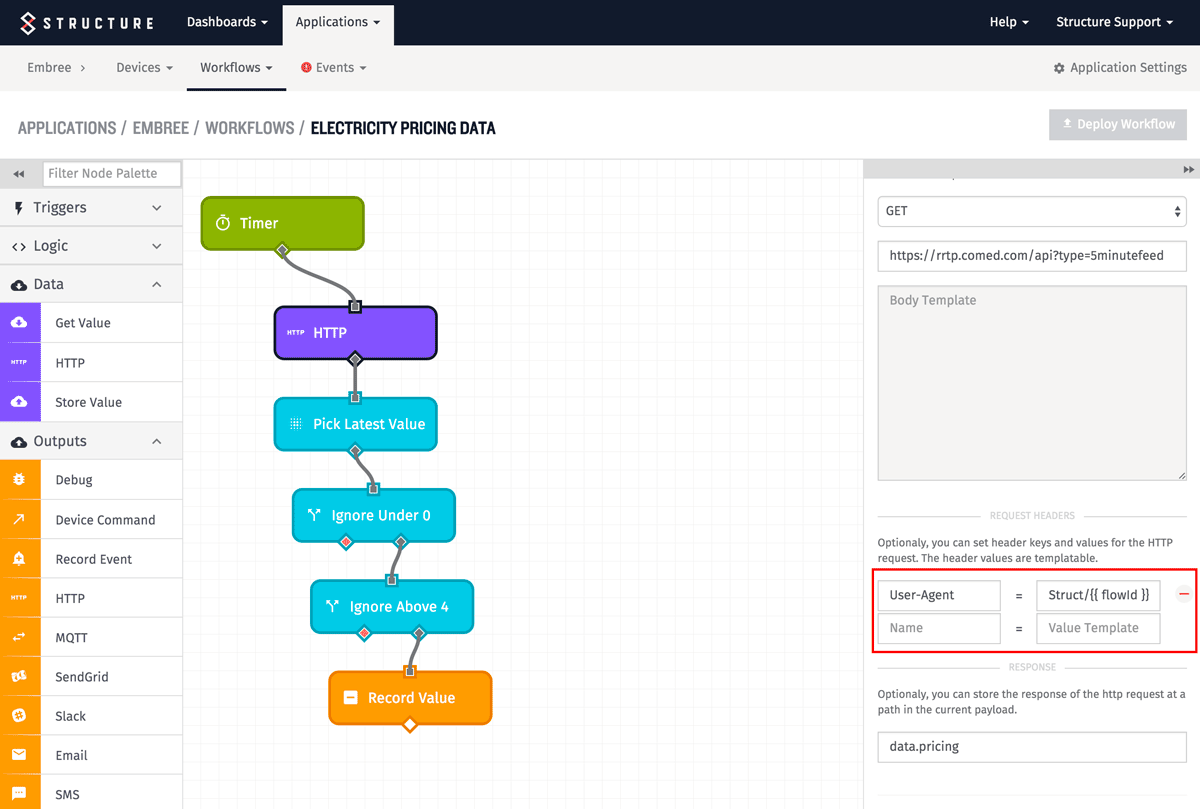 STRUCTURE
Dashboards
Applications
Help
Structure Support
Embree
Devices
Workflows
Events
Application Settings
APPLICATIONS / EMBREE / WORKFLOWS / ELECTRICITY PRICING DATA
Deploy Workflow
Filter Node Palette
Triggers
Logic
Data
Get Value
HTTP
HTTP
Store Value
Outputs
Debug
Device Command
Record Event
HTTP
HTTP
MQTT
SendGrid
Slack
Email
SMS
Timer
HTTP
HTTP
Pick Latest Value
Ignore Under 0
Ignore Above 4
Record Value
GET
https://rrtp.comed.com/api?type=5minutefeed
Body Template
REQUEST HEADERS
Optionaly, you can set header keys and values for the HTTP
request. The header values are templatable.
User-Agent = Struct/{{ flowId }}
Name = Value Template
RESPONSE
Optionaly, you can store the response of the http request at a
path in the current payload.
data.pricing